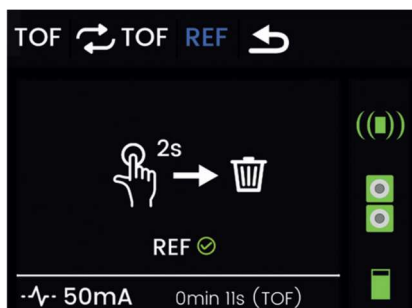 TOF TOF REF
2s
REF
50mA 0min 11s (TOF)